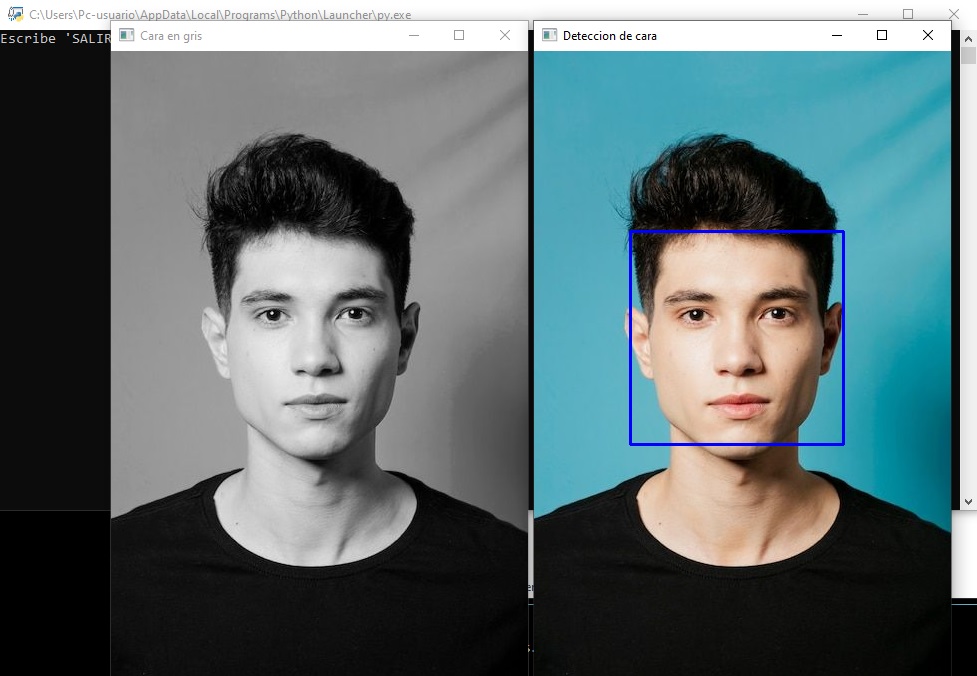 C:\Users\Pc-usuario\AppData\Local\Programs\Python\Launcher\py.exe
Escribe 'SALIR
Cara en gris
Deteccion de cara